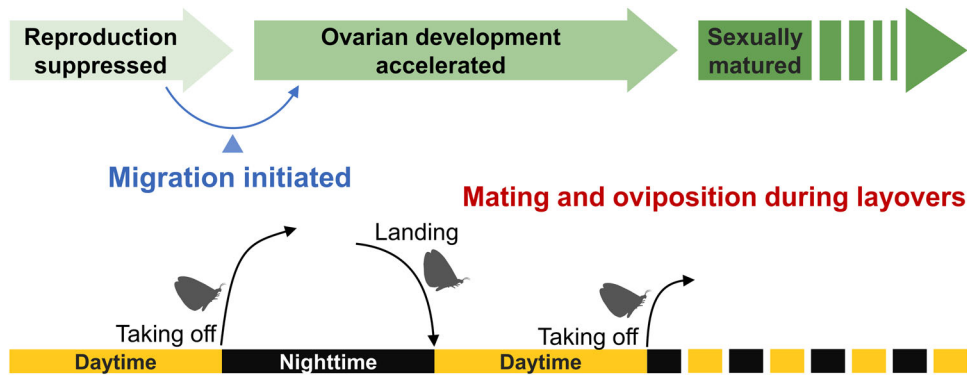 Reproduction
suppressed
Ovarian development
accelerated
Sexually
matured
Migration initiated
Mating and oviposition during layovers
Landing
Taking off
Taking off
Daytime
Nighttime
Daytime